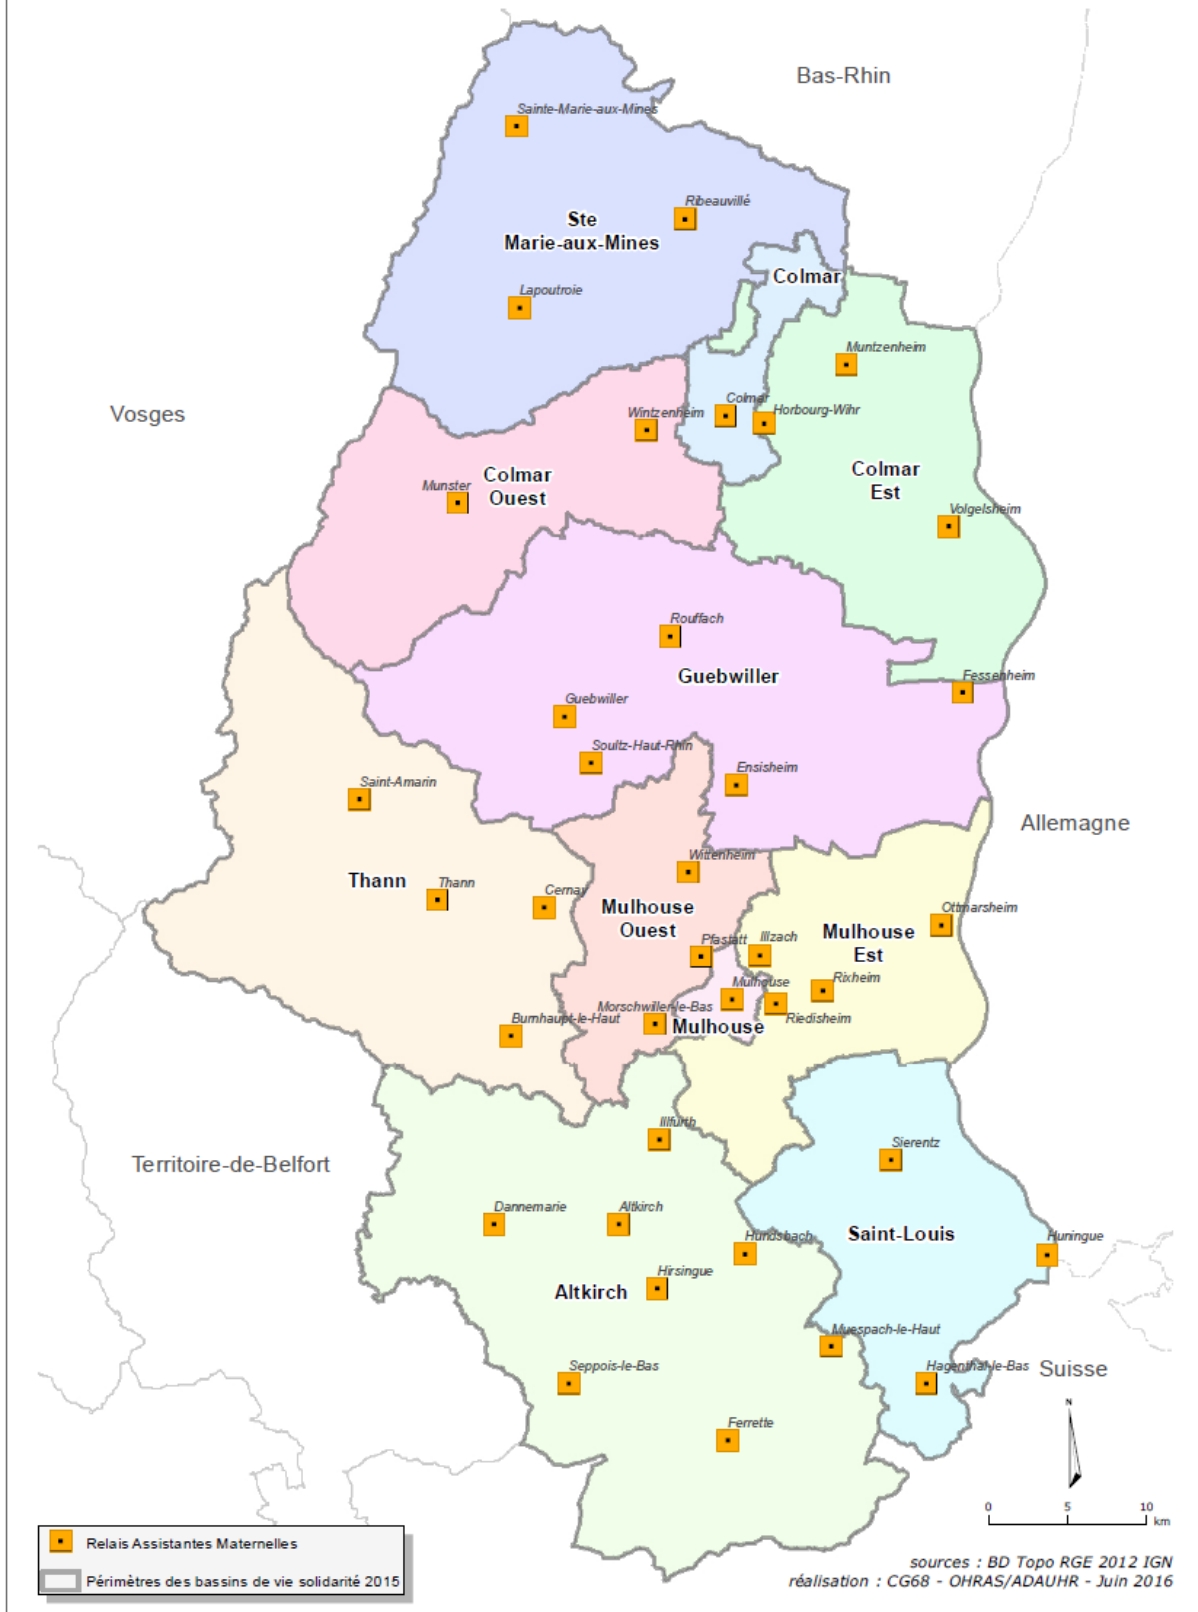 Bas-Rhin
Sainte-Marie-aux-Mines
Ribeauvillé
Ste
Marie-aux-Mines
Colmar
Lapoutroie
Muntzenheim
Vosges
Colmar
Wintzenheim
Horbourg-Wihr
Colmar
Ouest
Colmar
Est
Munster
Volgelsheim
Rouffach
Guebwiller
Fessenheim
Guebwiller
Soultz-Haut-Rhin
Ensisheim
Saint-Amarin
Allemagne
Wittenheim
Thann
Thann
Cernay
Mulhouse
Ouest
Ottmarsheim
Mulhouse
Est
Pfastatt
Illzach
Rixheim
Mulhouse
Morschwiller-le-Bas
Burnhaupt-le-Haut
Mulhouse
Riedisheim
Illfurth
Sierentz
Territoire-de-Belfort
Dannemarie
Altkirch
Hundsbach
Saint-Louis
Huningue
Hirsingue
Altkirch
Muespach-le-Haut
Seppois-le-Bas
Hagenthal-le-Bas
Suisse
N
Ferrette
0 5 10
km
Relais Assistantes Maternelles
Périmètres des bassins de vie solidarité 2015
sources : BD Topo RGE 2012 IGN
réalisation : CG68 - OHRAS/ADAUHR - Juin 2016